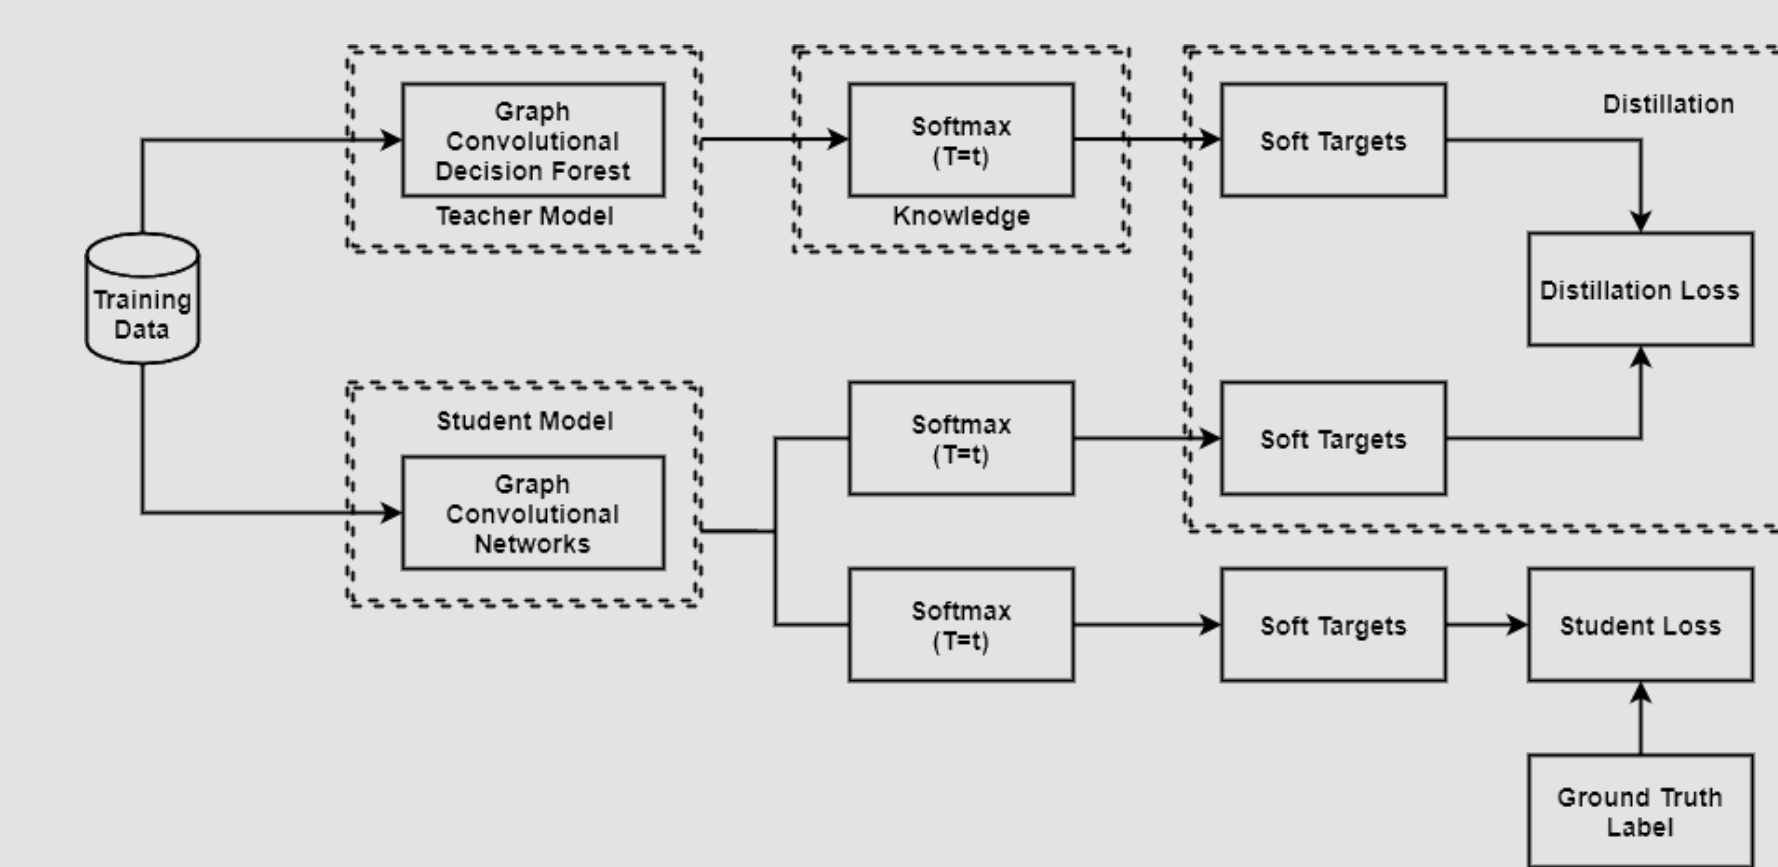 Graph
Convolutional
Decision Forest
Teacher Model
Softmax
(T=t)
Knowledge
Soft Targets
Distillation
Distillation Loss
Training
Data
Student Model
Graph
Convolutional
Networks
Softmax
(T=t)
Soft Targets
Softmax
(T=t)
Soft Targets
Student Loss
Ground Truth
Label